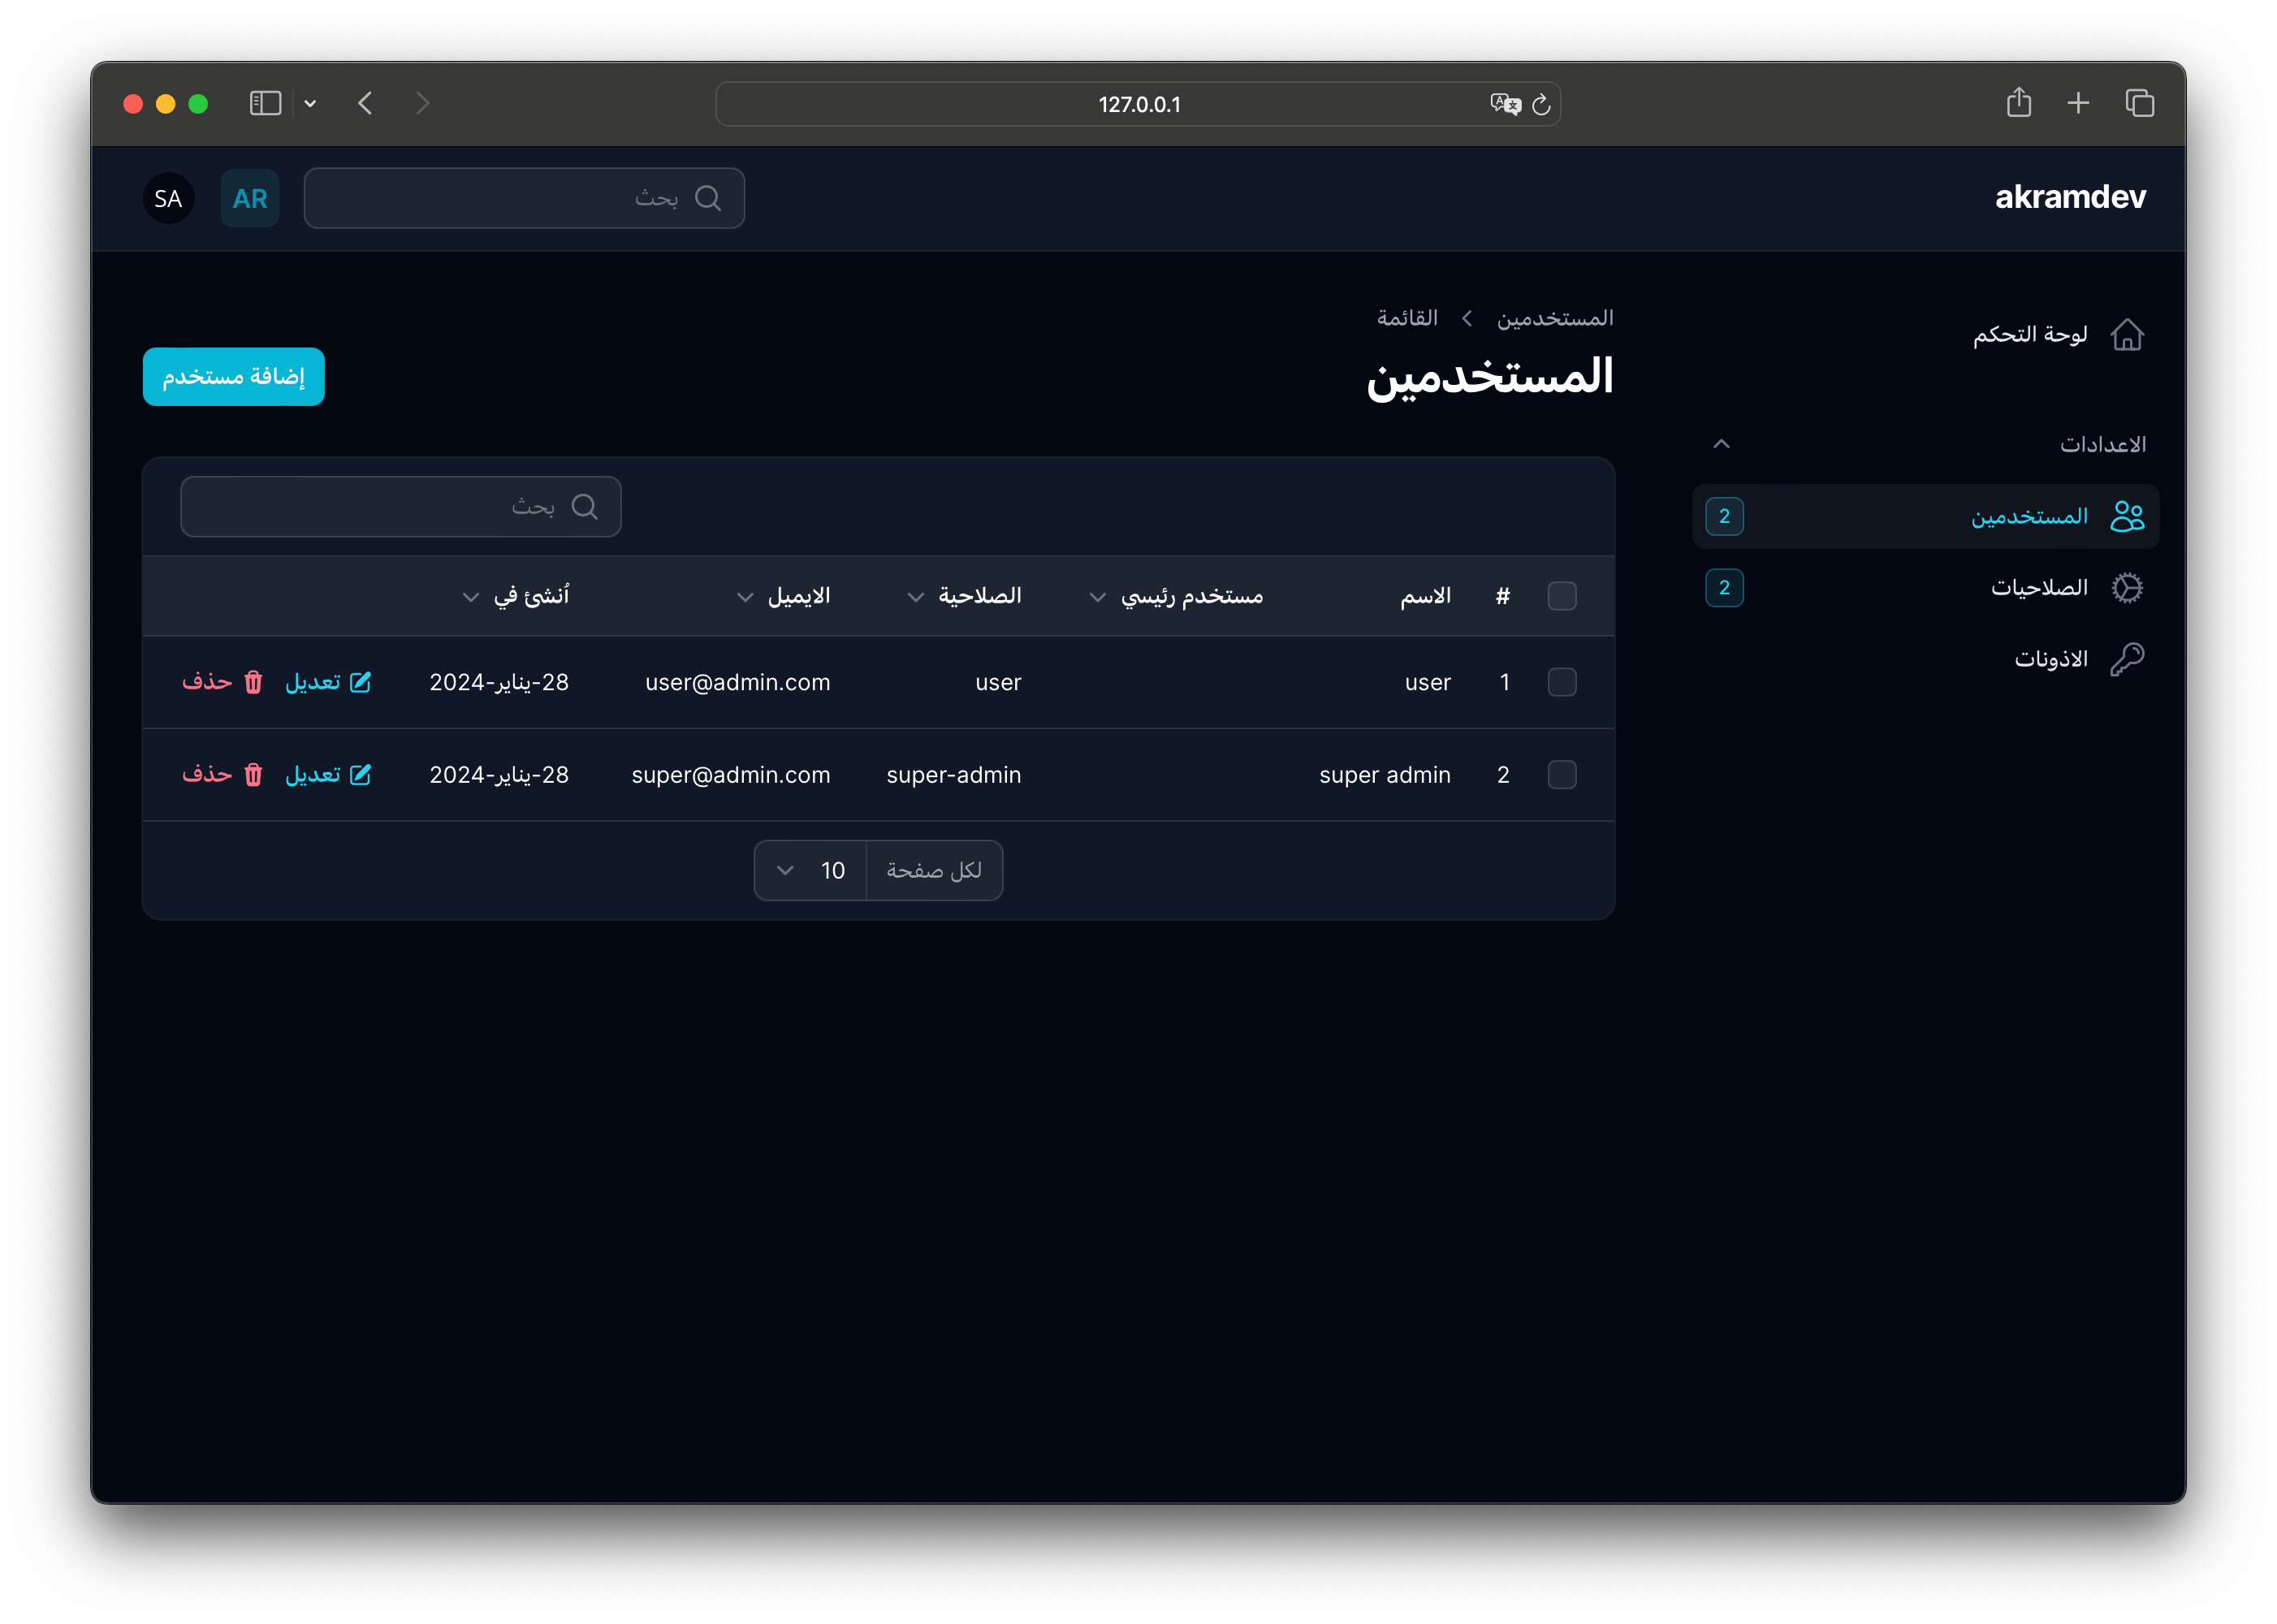 127.0.0.1
akramdev
بحث
AR
SA
لوحة التحكم
الاعدادات
المستخدمين 2
الصلاحيات 2
الاذونات
المستخدمين
القائمة
المستخدمين
إضافة مستخدم
بحث
# الاسم مستخدم رئيسي الصلاحية الايميل أنشئ في
1 user user user@admin.com 28-يناير-2024 تعديل حذف
2 super admin super-admin super@admin.com 28-يناير-2024 تعديل حذف
لكل صفحة 10